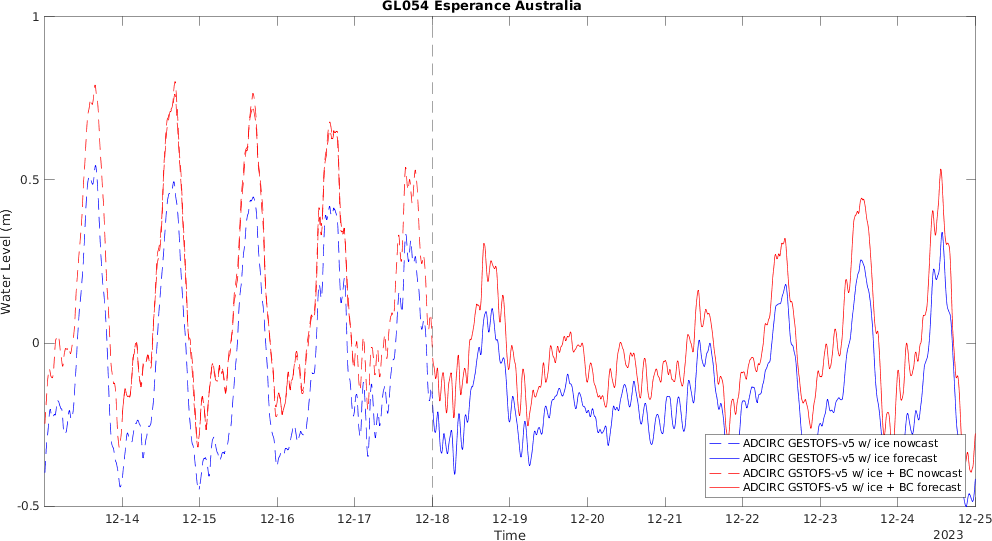 GL054 Esperance Australia
1
0.5
0
-0.5
Water Level (m)
12-14
12-15
12-16
12-17
12-18
12-19
12-20
12-21
12-22
12-23
12-24
12-25
Time
2023
ADCIRC GESTOFS-v5 w/ ice nowcast
ADCIRC GESTOFS-v5 w/ ice forecast
ADCIRC GSTOFS-v5 w/ ice + BC nowcast
ADCIRC GSTOFS-v5 w/ ice + BC forecast